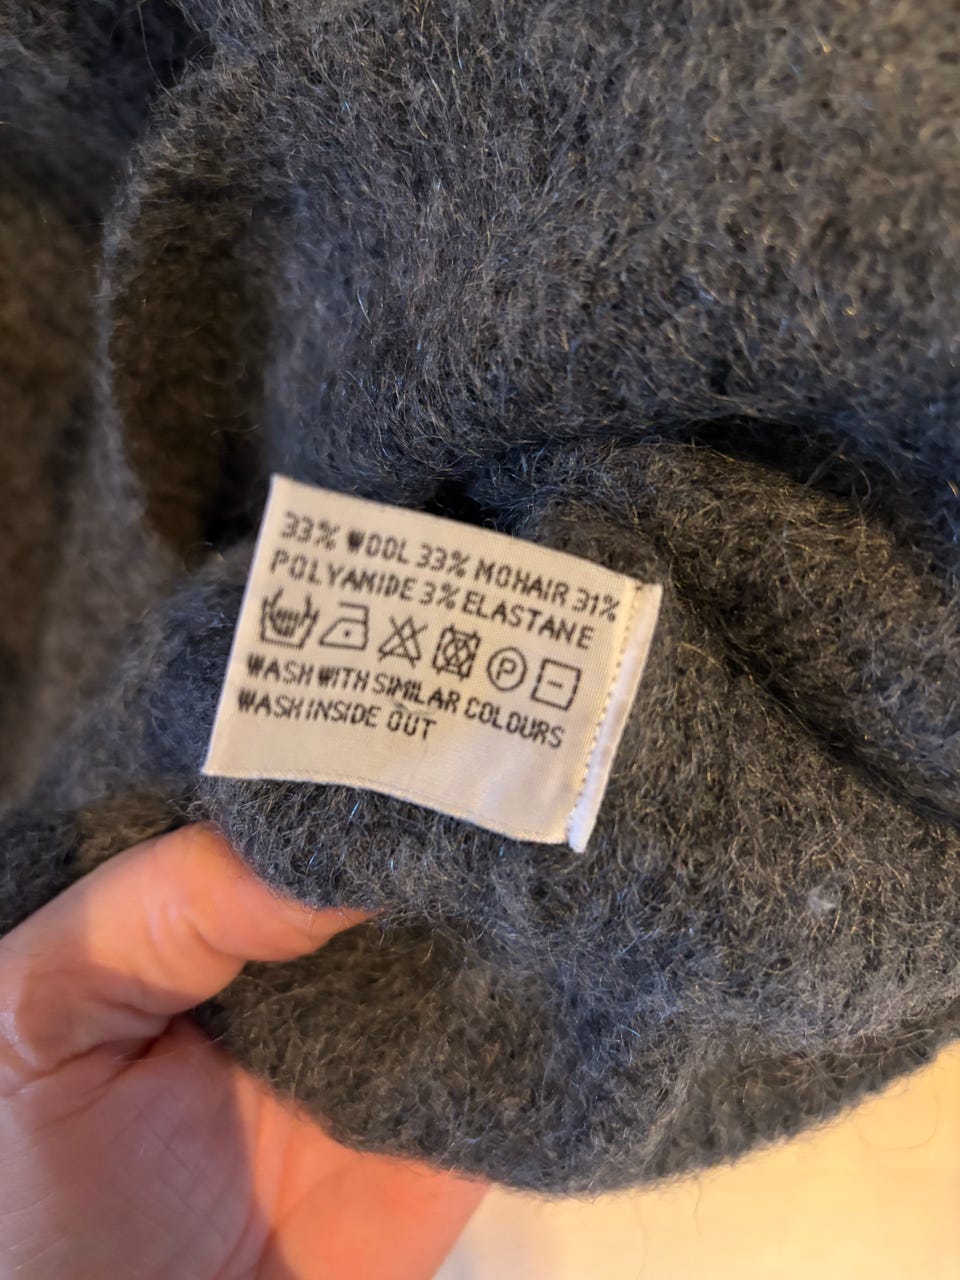 33% WOOL 33% MOHAIR 31%
POLYAMIDE 3% ELASTANE
P
WASH WITH SIMILAR COLOURS
WASH INSIDE OUT